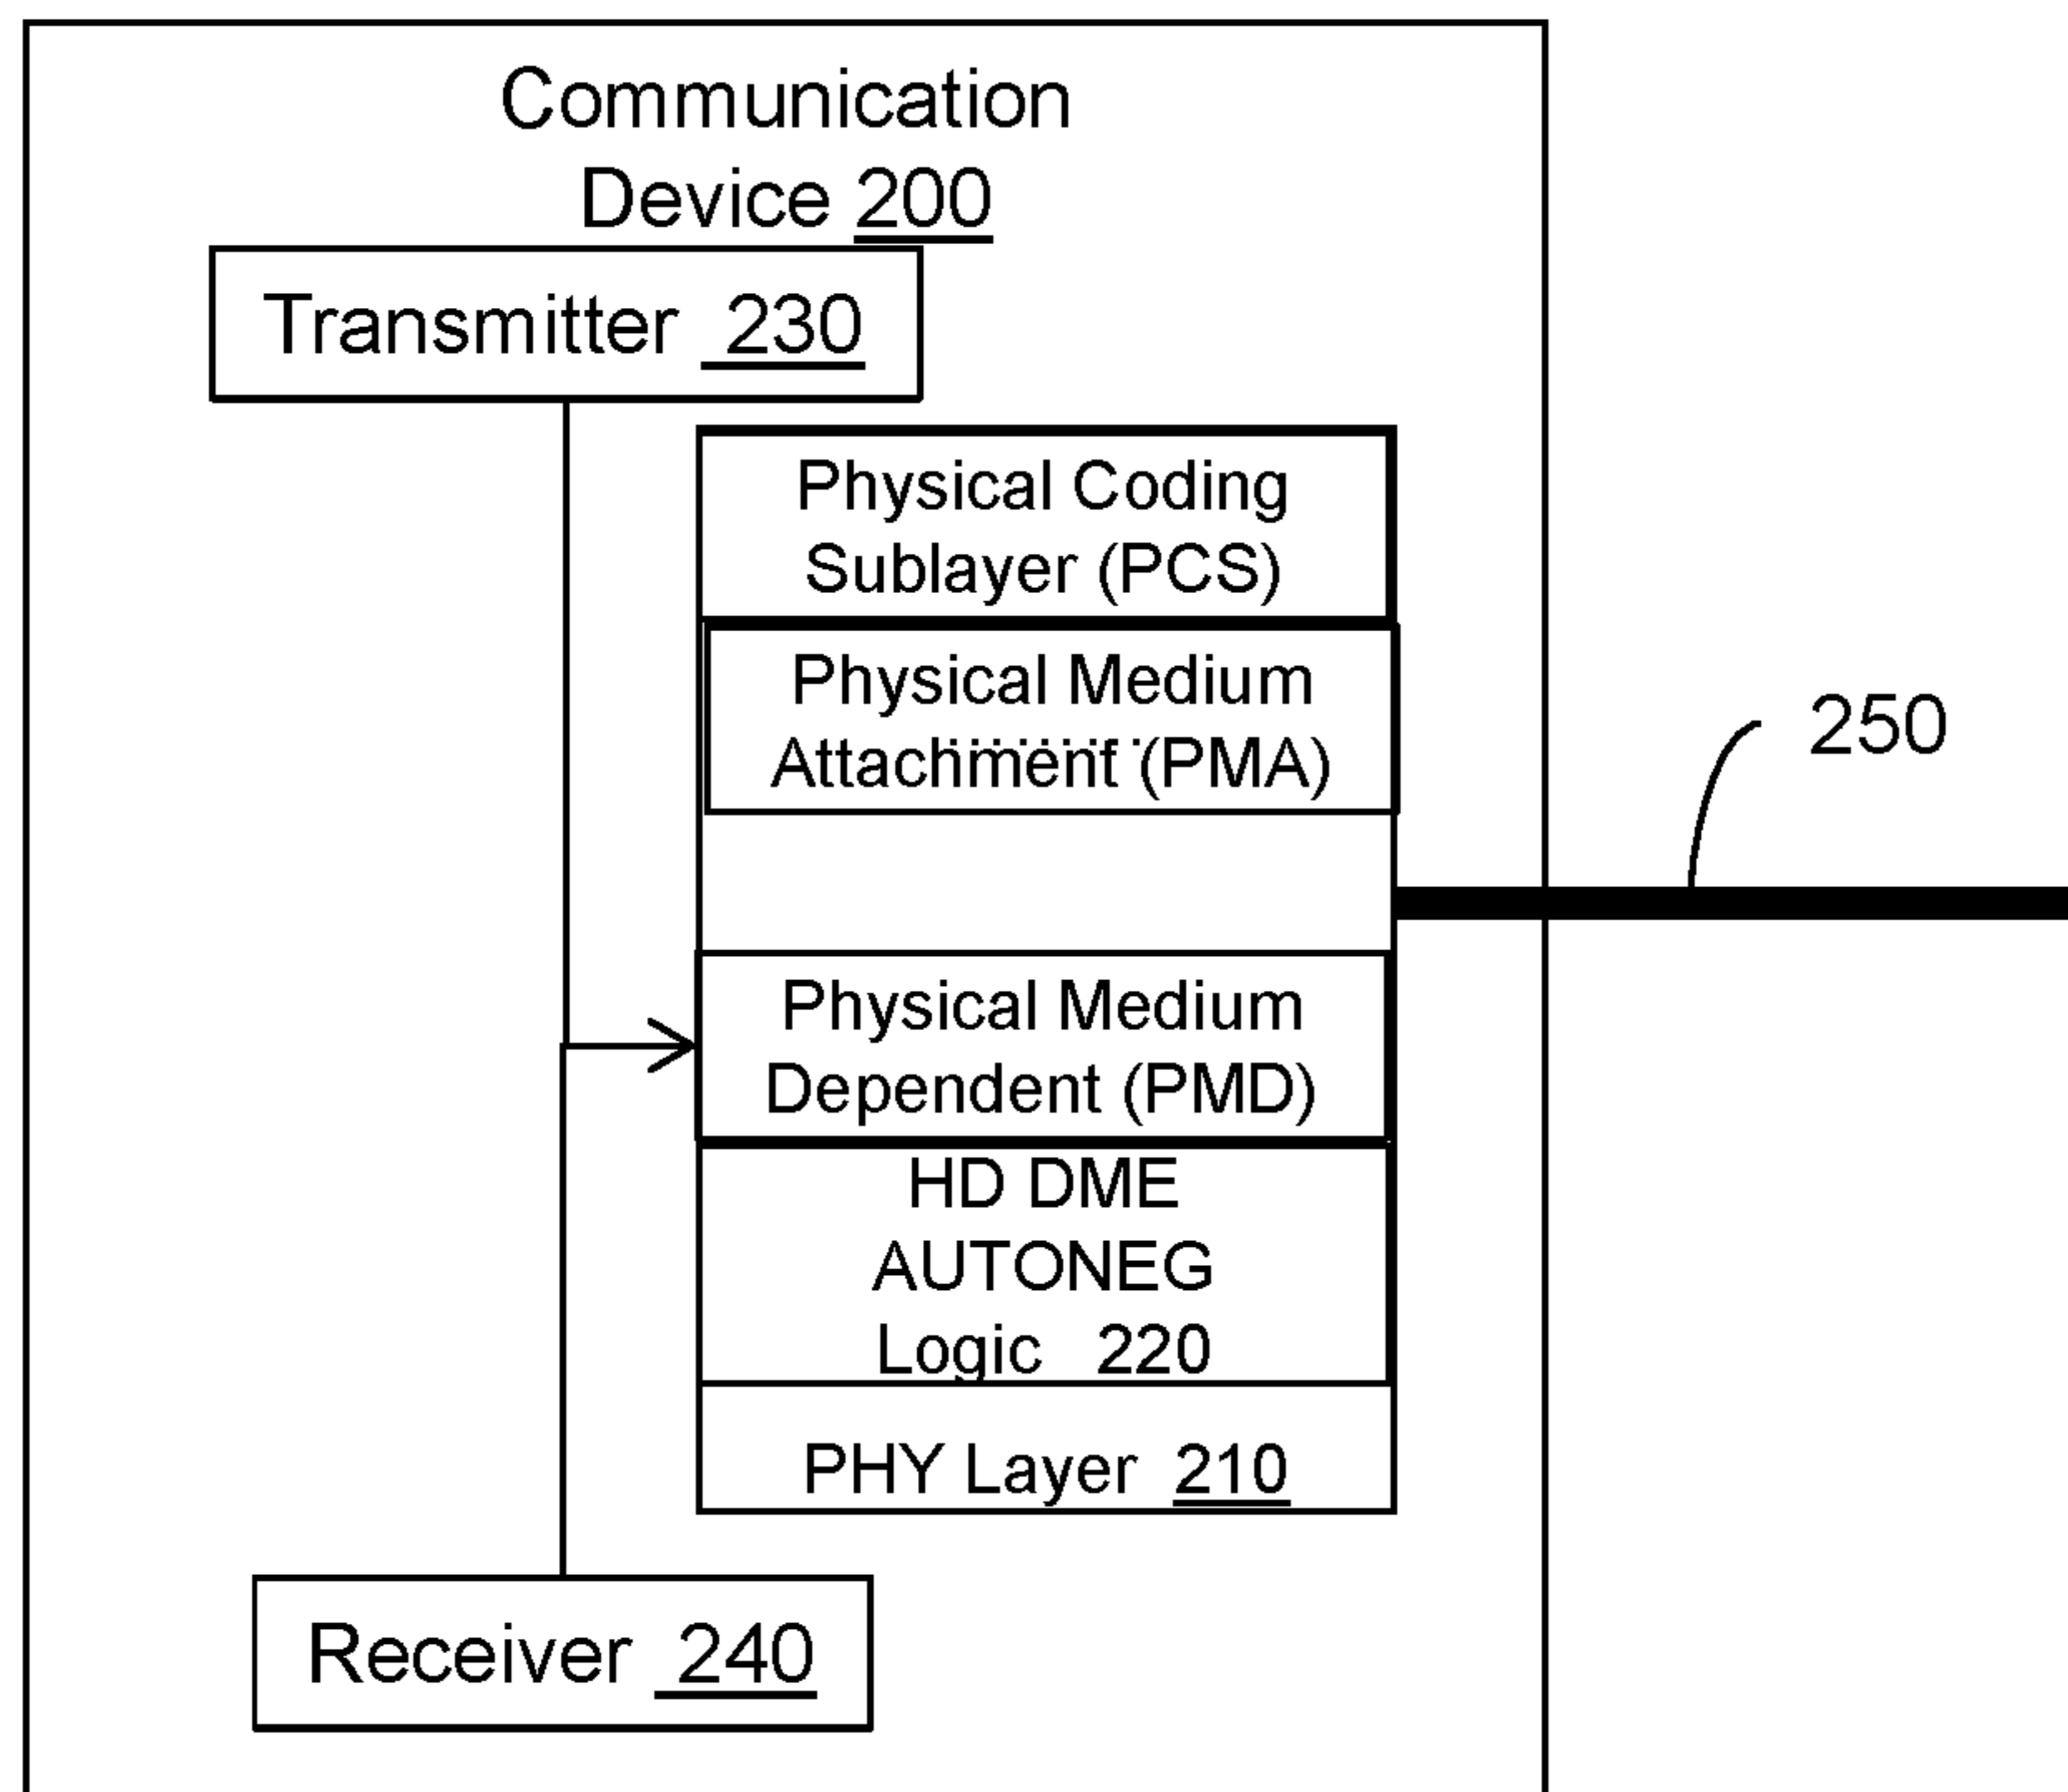 Communication
Device 200
Transmitter 230
Physical Coding
Sublayer (PCS)
Physical Medium
Attachment (PMA)
250
Physical Medium
Dependent (PMD)
HD DME
AUTONEG
Logic 220
PHY Layer 210
Receiver 240